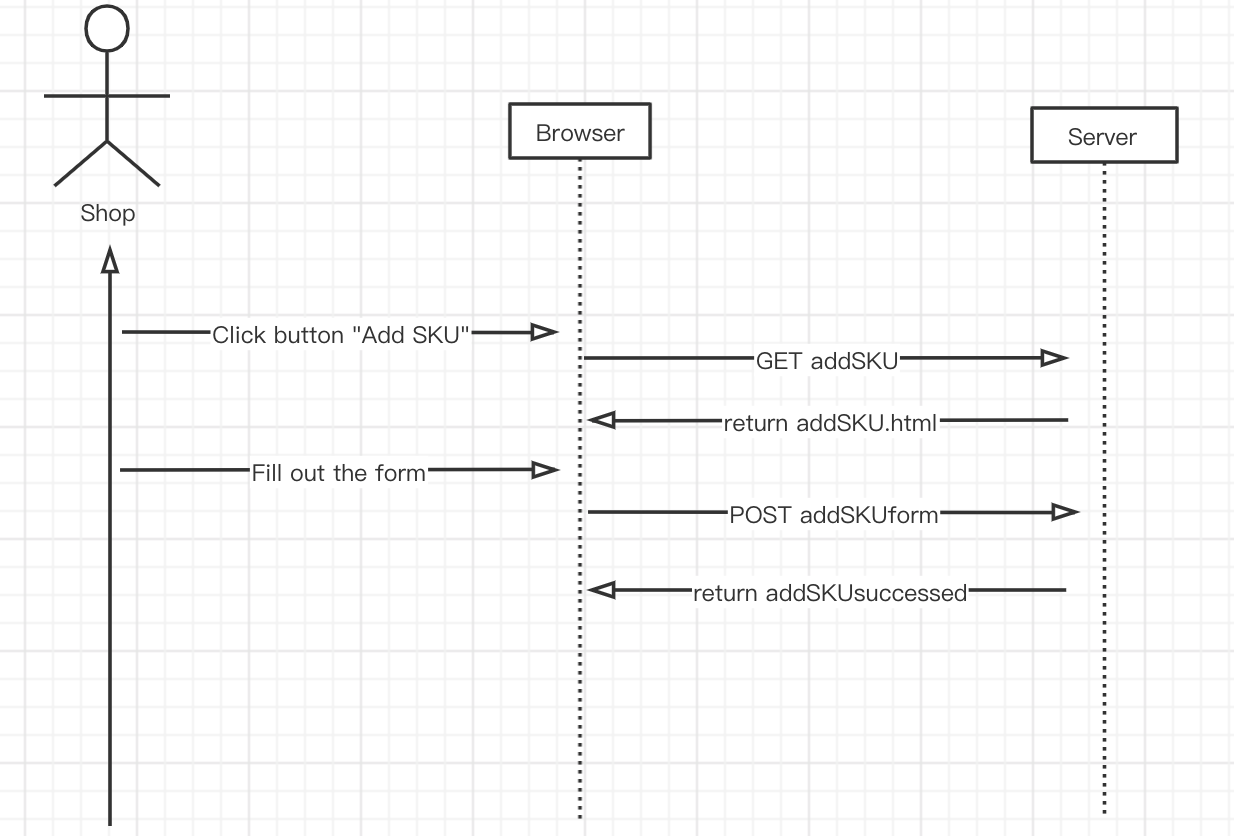 Browser
Server
Shop
Click button "Add SKU"
GET addSKU
return addSKU.html
Fill out the form
POST addSKUform
return addSKUsuccessed